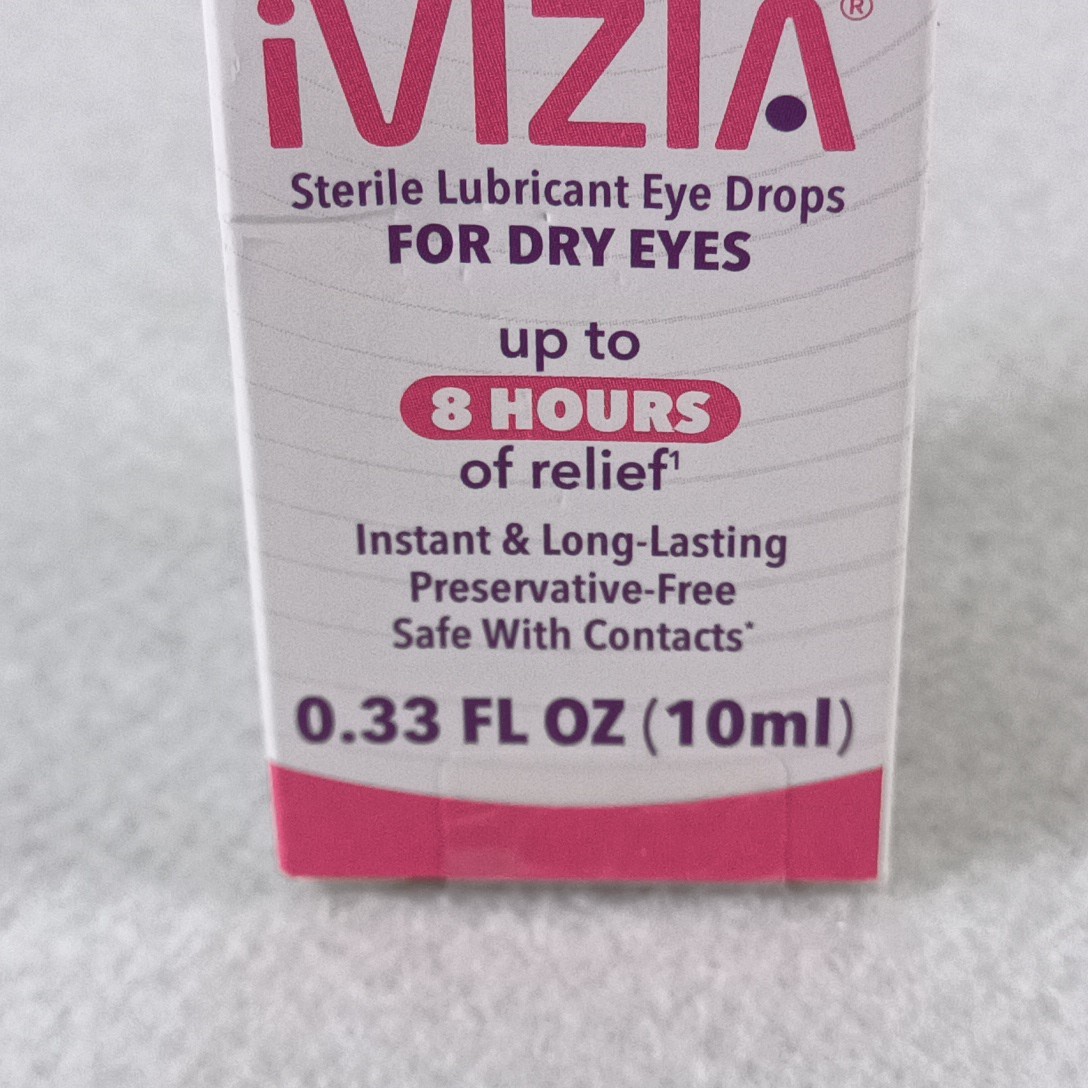 iVIZIA®
Sterile Lubricant Eye Drops
FOR DRY EYES
up to
8 HOURS
of relief¹
Instant & Long-Lasting
Preservative-Free
Safe With Contacts*
0.33 FL OZ (10ml)